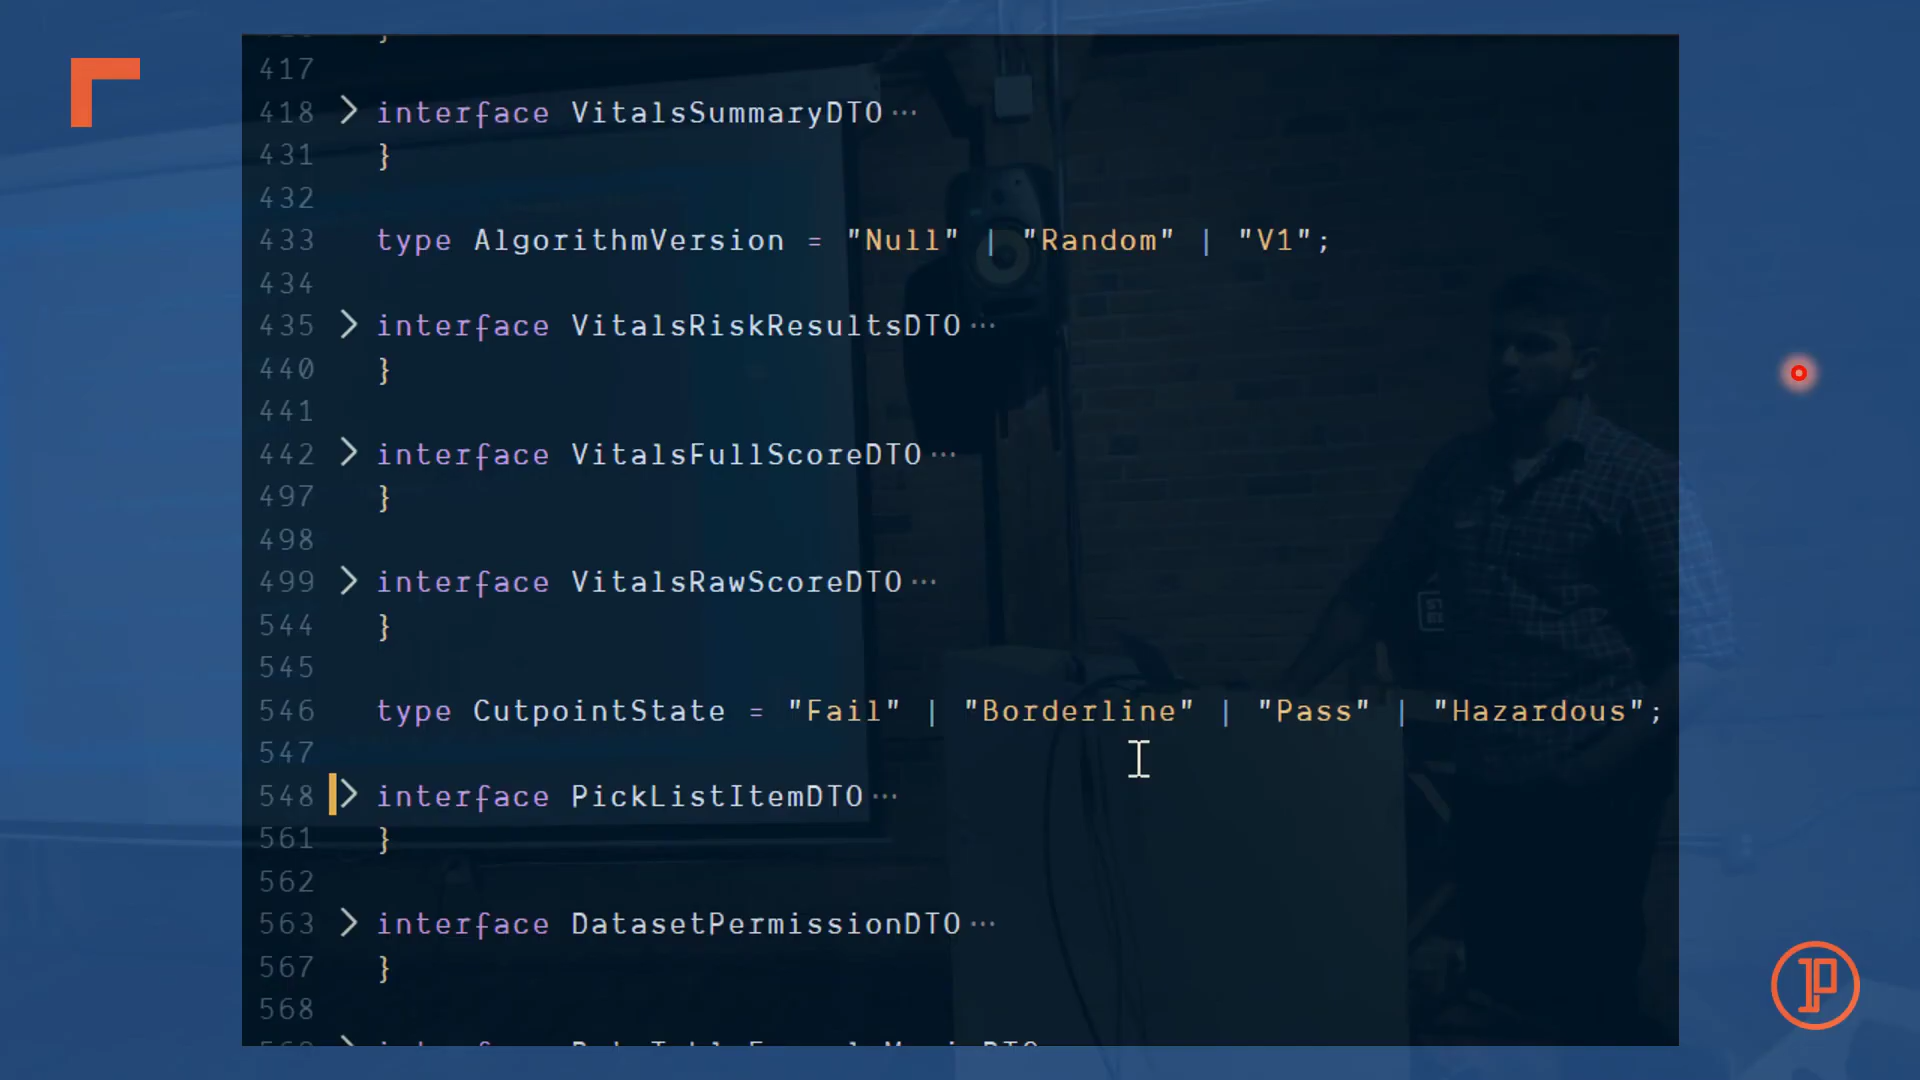 417
418 > interface VitalsSummaryDTO ···
431 }
432
433 type AlgorithmVersion = "Null" | "Random" | "V1";
434
435 > interface VitalsRiskResultsDTO ···
440 }
441
442 > interface VitalsFullScoreDTO ···
497 }
498
499 > interface VitalsRawScoreDTO ···
544 }
545
546 type CutpointState = "Fail" | "Borderline" | "Pass" | "Hazardous";
547
548 > interface PickListItemDTO ···
561 }
562
563 > interface DatasetPermissionDTO ···
567 }
568